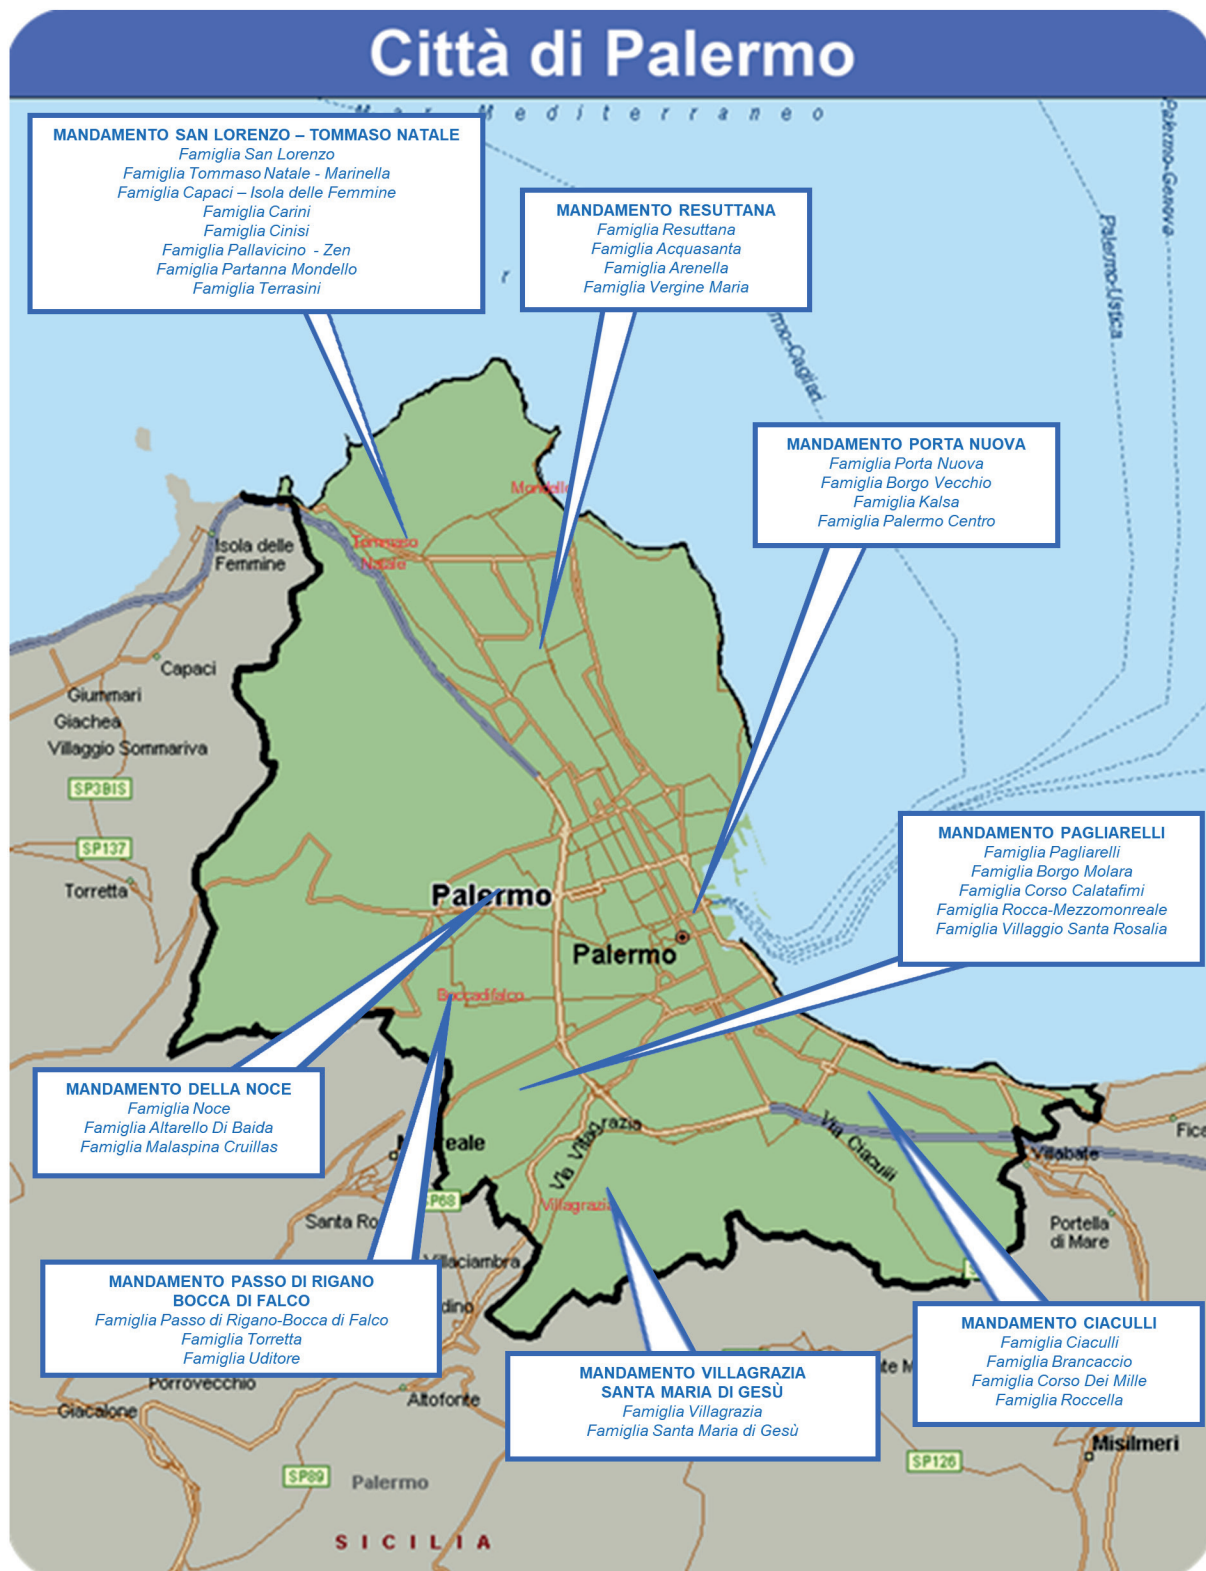 Città di Palermo
Mar Mediterraneo
MANDAMENTO SAN LORENZO – TOMMASO NATALE
Famiglia San Lorenzo
Famiglia Tommaso Natale - Marinella
Famiglia Capaci – Isola delle Femmine
Famiglia Carini
Famiglia Cinisi
Famiglia Pallavicino - Zen
Famiglia Partanna Mondello
Famiglia Terrasini
MANDAMENTO RESUTTANA
Famiglia Resuttana
Famiglia Acquasanta
Famiglia Arenella
Famiglia Vergine Maria
Palermo-Genova
Palermo-Ustica
rmo-Cagliari
MANDAMENTO PORTA NUOVA
Famiglia Porta Nuova
Famiglia Borgo Vecchio
Famiglia Kalsa
Famiglia Palermo Centro
Mondello
Tommaso
Natale
Isola delle
Femmine
Capaci
Giummari
Giachea
Villaggio Sommariva
SP3BIS
SP137
Torretta
MANDAMENTO PAGLIARELLI
Famiglia Pagliarelli
Famiglia Borgo Molara
Famiglia Corso Calatafimi
Famiglia Rocca-Mezzomonreale
Famiglia Villaggio Santa Rosalia
Palermo
Palermo
Boccadifalco
MANDAMENTO DELLA NOCE
Famiglia Noce
Famiglia Altarello Di Baida
Famiglia Malaspina Cruillas
reale
Via Villagrazia
Via Ciaculli
Villabate
Fica
SP68
Villagrazia
Santa Ro
Portella
di Mare
Villaciambra
dino
MANDAMENTO PASSO DI RIGANO
BOCCA DI FALCO
Famiglia Passo di Rigano-Bocca di Falco
Famiglia Torretta
Famiglia Uditore
MANDAMENTO CIACULLI
Famiglia Ciaculli
Famiglia Brancaccio
Famiglia Corso Dei Mille
Famiglia Roccella
MANDAMENTO VILLAGRAZIA
SANTA MARIA DI GESÙ
Famiglia Villagrazia
Famiglia Santa Maria di Gesù
Porrovecchio
Giacalone
Altofonte
Misilmeri
SP126
SP89
Palermo
SICILIA